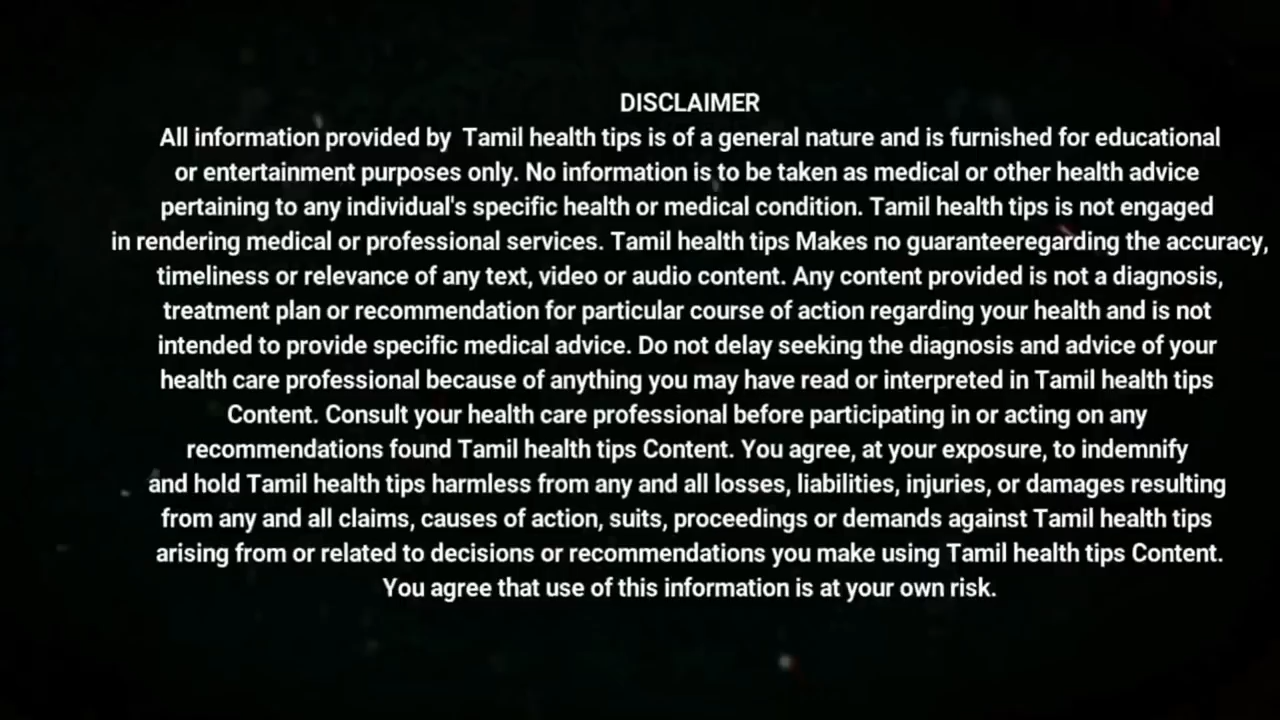 DISCLAIMER
All information provided by  Tamil health tips is of a general nature and is furnished for educational
or entertainment purposes only. No information is to be taken as medical or other health advice
pertaining to any individual's specific health or medical condition. Tamil health tips is not engaged
in rendering medical or professional services. Tamil health tips Makes no guaranteeregarding the accuracy,
timeliness or relevance of any text, video or audio content. Any content provided is not a diagnosis,
treatment plan or recommendation for particular course of action regarding your health and is not
intended to provide specific medical advice. Do not delay seeking the diagnosis and advice of your
health care professional because of anything you may have read or interpreted in Tamil health tips
Content. Consult your health care professional before participating in or acting on any
recommendations found Tamil health tips Content. You agree, at your exposure, to indemnify
and hold Tamil health tips harmless from any and all losses, liabilities, injuries, or damages resulting
from any and all claims, causes of action, suits, proceedings or demands against Tamil health tips
arising from or related to decisions or recommendations you make using Tamil health tips Content.
You agree that use of this information is at your own risk.